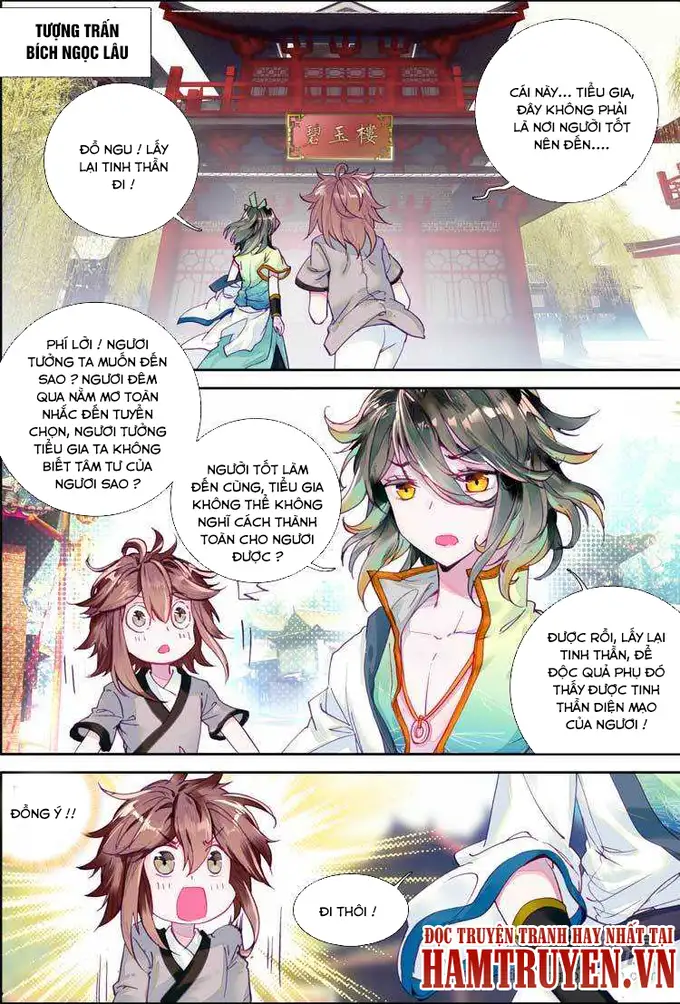 TƯỢNG TRẤN
BÍCH NGỌC LÂU
CÁI NÀY... TIỂU GIA,
ĐÂY KHÔNG PHẢI
LÀ NƠI NGƯỜI TỐT
NÊN ĐẾN....
ĐỒ NGU ! LẤY
LẠI TINH THẦN
ĐI !
碧玉楼
PHÍ LỜI ! NGƯƠI
TƯỞNG TA MUỐN ĐẾN
SAO ? NGƯƠI ĐÊM
QUA NẰM MƠ TOÀN
NHẮC ĐẾN TUYỂN
CHỌN, NGƯƠI TƯỞNG
TIỂU GIA TA KHÔNG
BIẾT TÂM TƯ CỦA
NGƯƠI SAO ?
NGƯỜI TỐT LÀM
ĐẾN CÙNG, TIỂU GIA
KHÔNG THỂ KHÔNG
NGHĨ CÁCH THÀNH
TOÀN CHO NGƯƠI
ĐƯỢC ?
ĐƯỢC RỒI, LẤY LẠI
TINH THẦN, ĐỂ
ĐỘC QUẢ PHỤ ĐÓ
THẤY ĐƯỢC TINH
THẦN DIỆN MẠO
CỦA NGƯƠI !
ĐỒNG Ý !!
ĐI THÔI !
ĐỌC TRUYỆN TRANH HAY NHẤT TẠI
HAMTRUYEN.VN